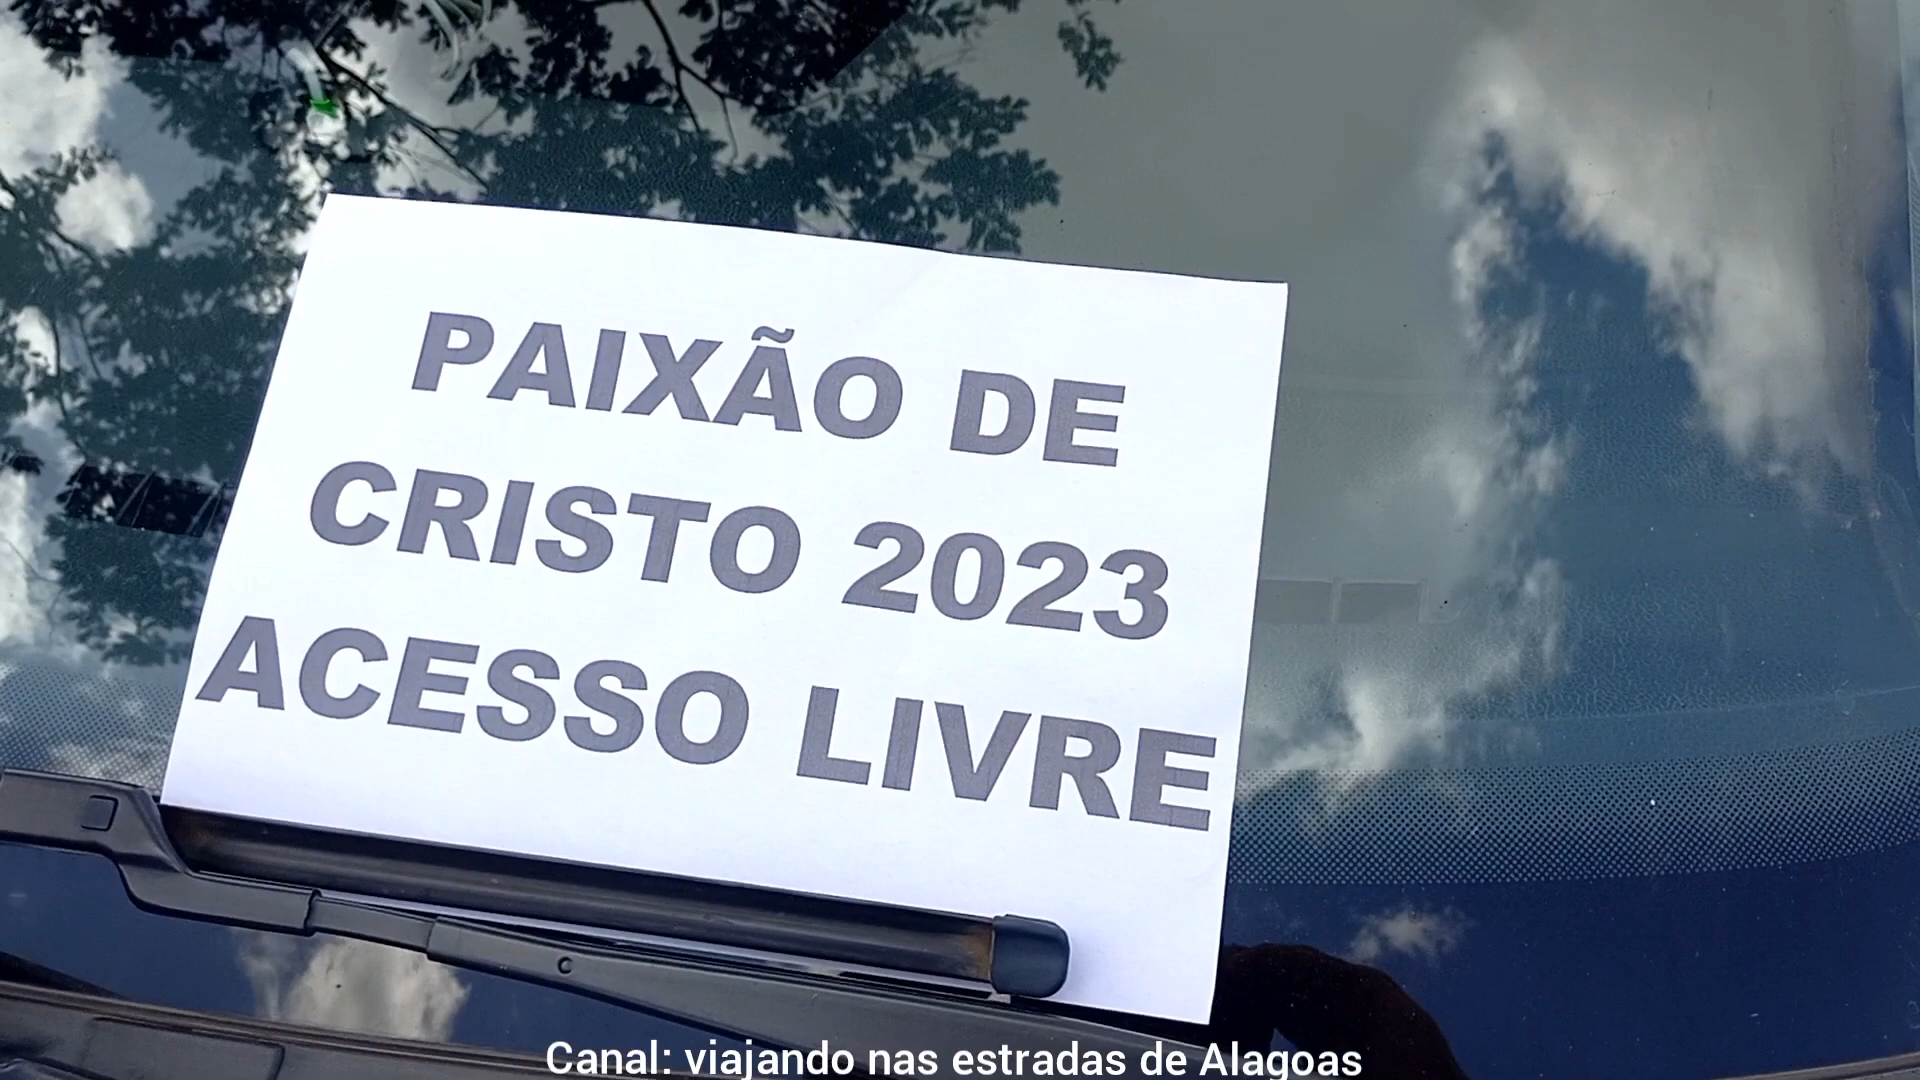 PAIXÃO DE
CRISTO 2023
ACESSO LIVRE
Canal: viajando nas estradas de Alagoas